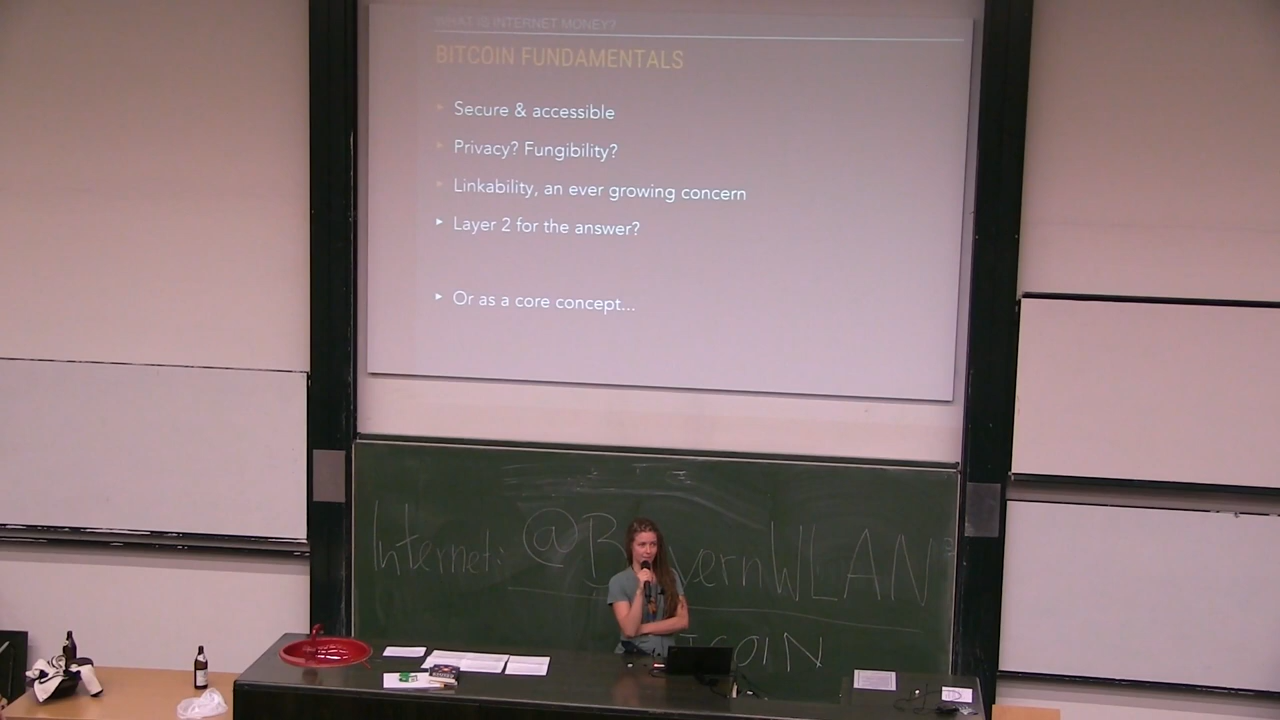 WHAT IS INTERNET MONEY?
BITCOIN FUNDAMENTALS
Secure & accessible
Privacy? Fungibility?
Linkability, an ever growing concern
Layer 2 for the answer?
Or as a core concept...
Internet: @B vernWLAN
COIN